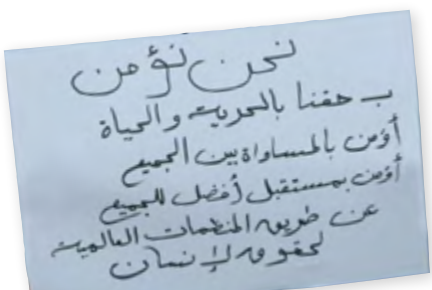 نحن نؤمن
ب حقنا بالحرية والحياة
أؤمن بالمساواة بين الجميع
أؤمن بمستقبل أفضل للجميع
عن طريق المنظمات العالمية
لحقوق الإنسان